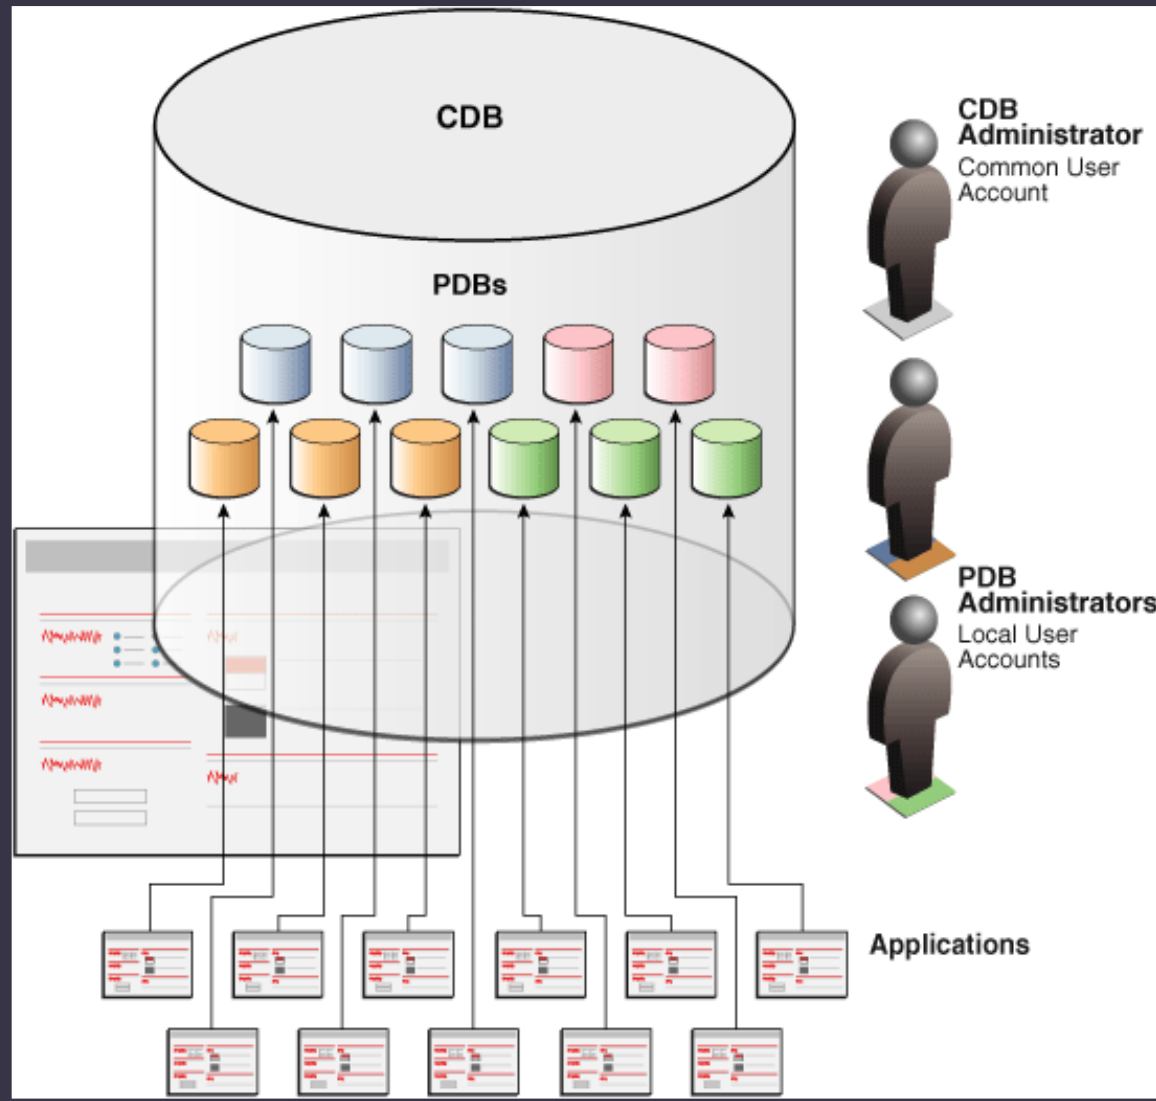 CDB
PDBs
CDB
Administrator
Common User
Account
PDB
Administrators
Local User
Accounts
Applications